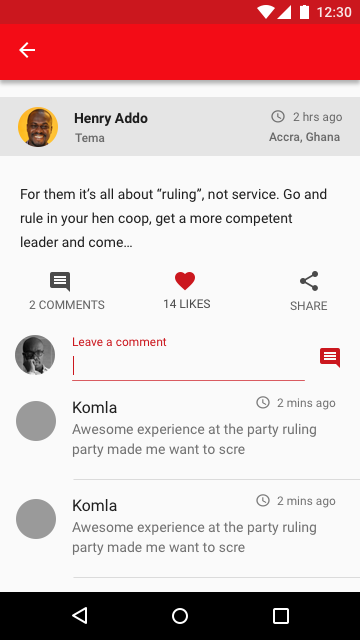 12:30
Henry Addo
2 hrs ago
Tema
Accra, Ghana
For them it’s all about “ruling”, not service. Go and
rule in your hen coop, get a more competent
leader and come…
2 COMMENTS
14 LIKES
SHARE
Leave a comment
Komla
2 mins ago
Awesome experience at the party ruling
party made me want to scre
Komla
2 mins ago
Awesome experience at the party ruling
party made me want to scre